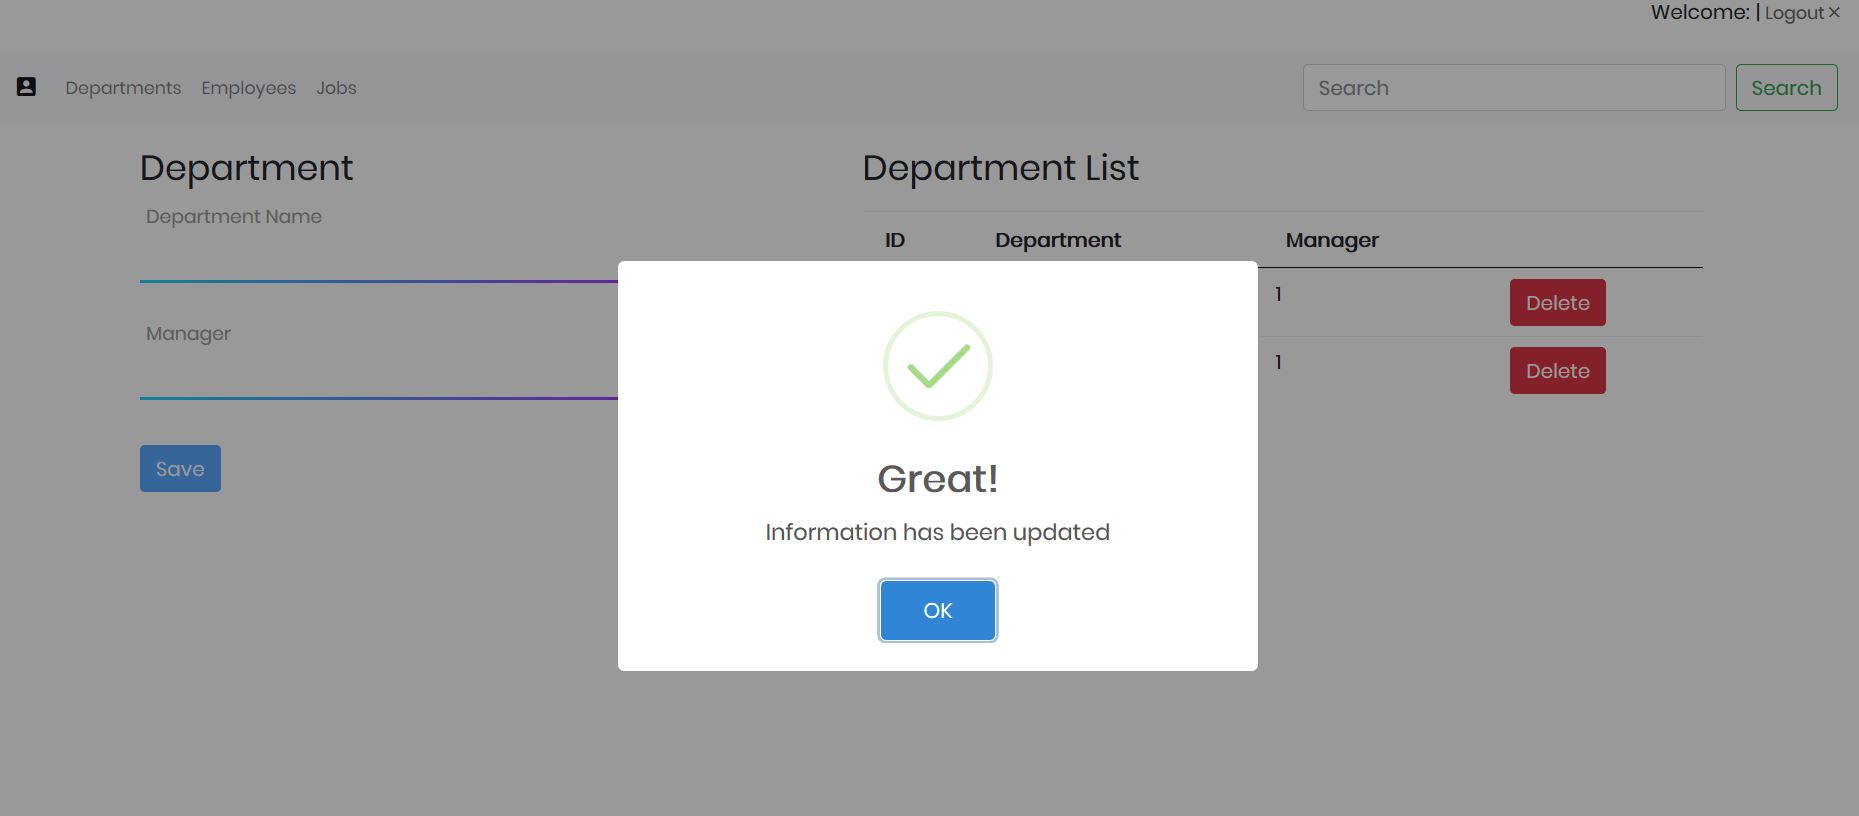 Welcome: | Logout ×
Departments Employees Jobs
Search Search
Department
Department Name
Manager
Save
Department List
ID Department Manager
1 Delete
1 Delete
Great!
Information has been updated
OK